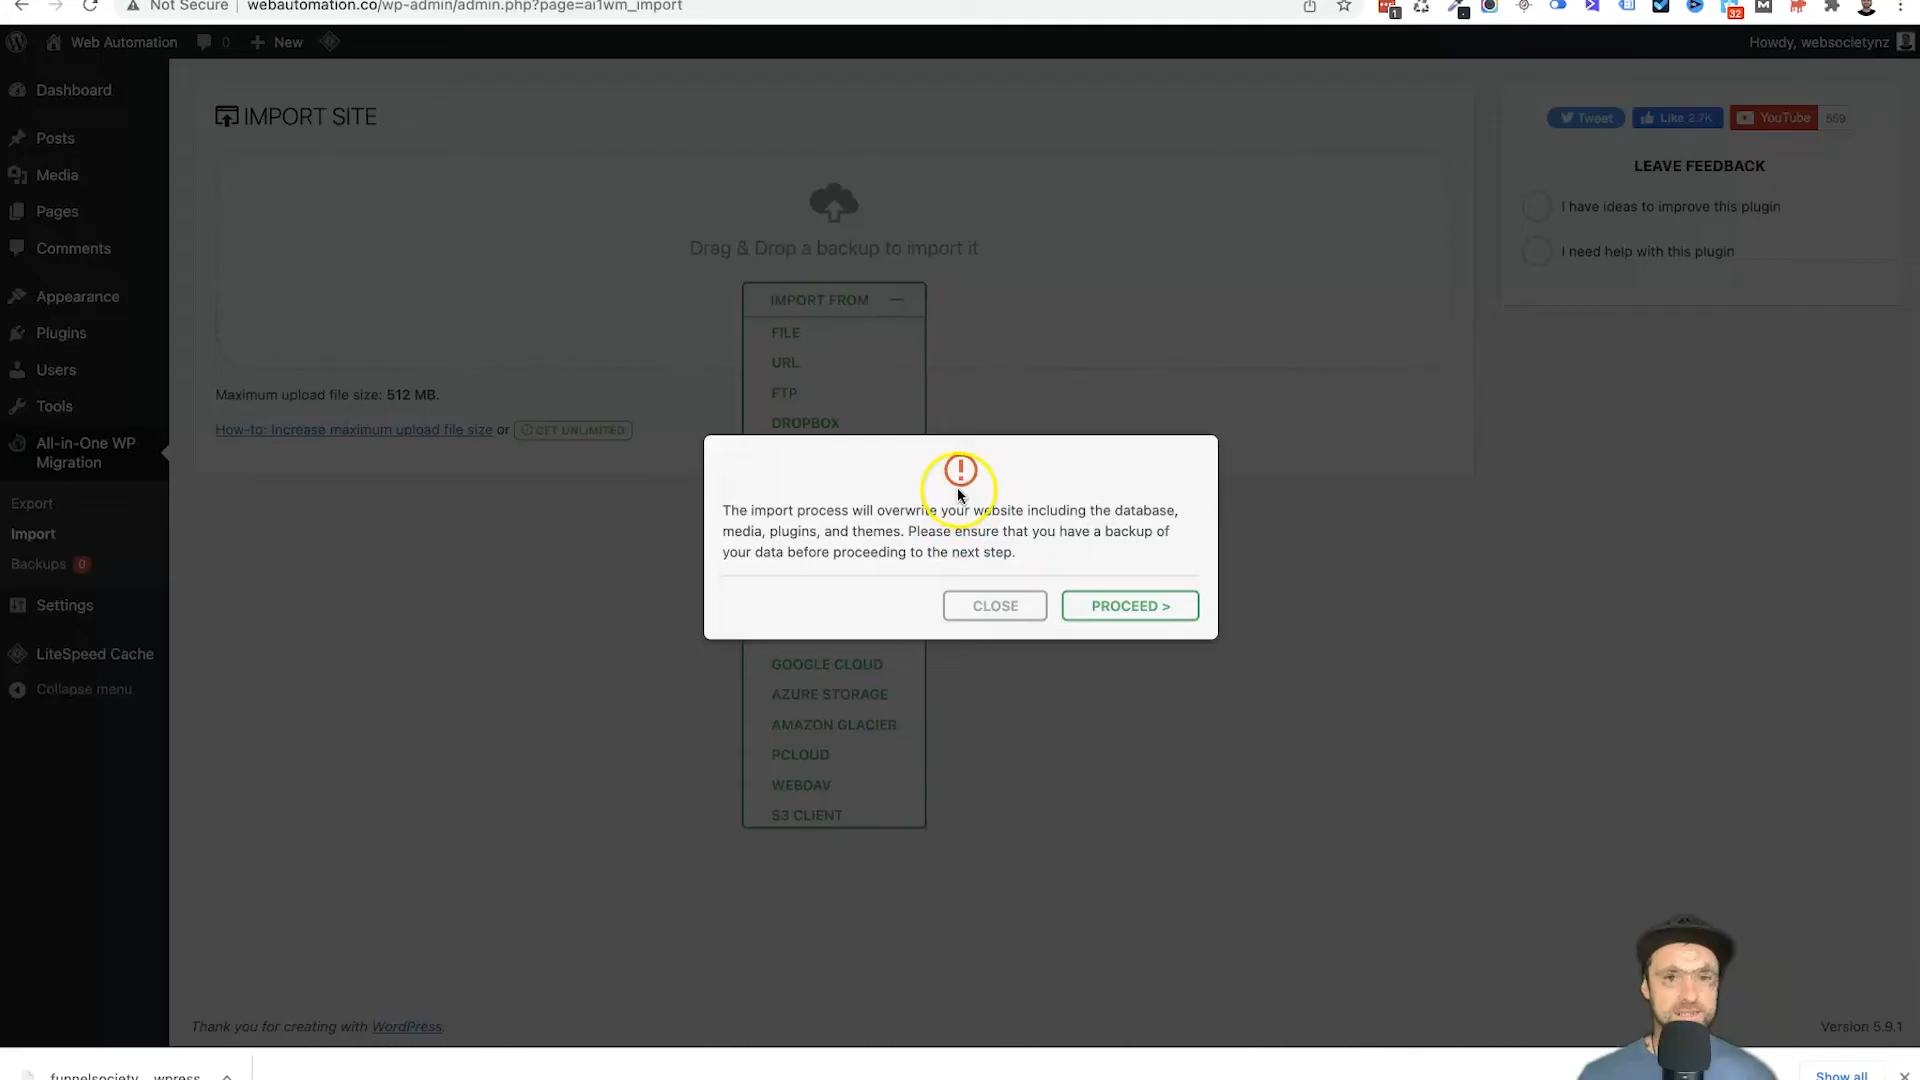 Not Secure | webautomation.co/wp-admin/admin.php?page=ai1wm_import
1
32
Web Automation 0 New
Howdy, websocietynz
Dashboard
Posts
Media
Pages
Comments
Appearance
Plugins
Users
Tools
All-in-One WP
Migration
Export
Import
Backups 0
Settings
LiteSpeed Cache
Collapse menu
IMPORT SITE
Drag & Drop a backup to import it
IMPORT FROM
FILE
URL
FTP
DROPBOX
Maximum upload file size: 512 MB.
How-to: Increase maximum upload file size or GET UNLIMITED
The import process will overwrite your website including the database,
media, plugins, and themes. Please ensure that you have a backup of
your data before proceeding to the next step.
CLOSE PROCEED >
GOOGLE CLOUD
AZURE STORAGE
AMAZON GLACIER
PCLOUD
WEBDAV
S3 CLIENT
Tweet Like 2.7K YouTube 559
LEAVE FEEDBACK
I have ideas to improve this plugin
I need help with this plugin
Thank you for creating with WordPress.
Version 5.9.1
funnelsociety....wpress
Show all